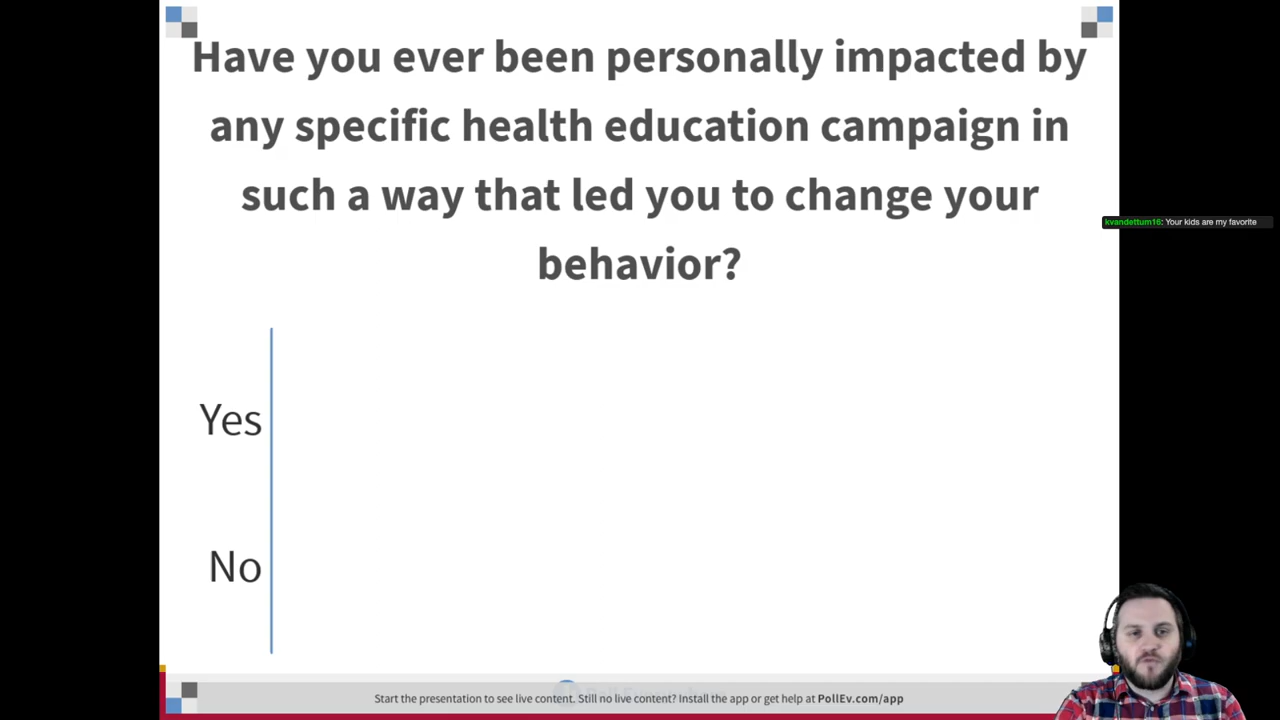 Have you ever been personally impacted by
any specific health education campaign in
such a way that led you to change your
behavior?
kvandettum16: Your kids are my favorite
Yes
No
Start the presentation to see live content. Still no live content? Install the app or get help at PollEv.com/app